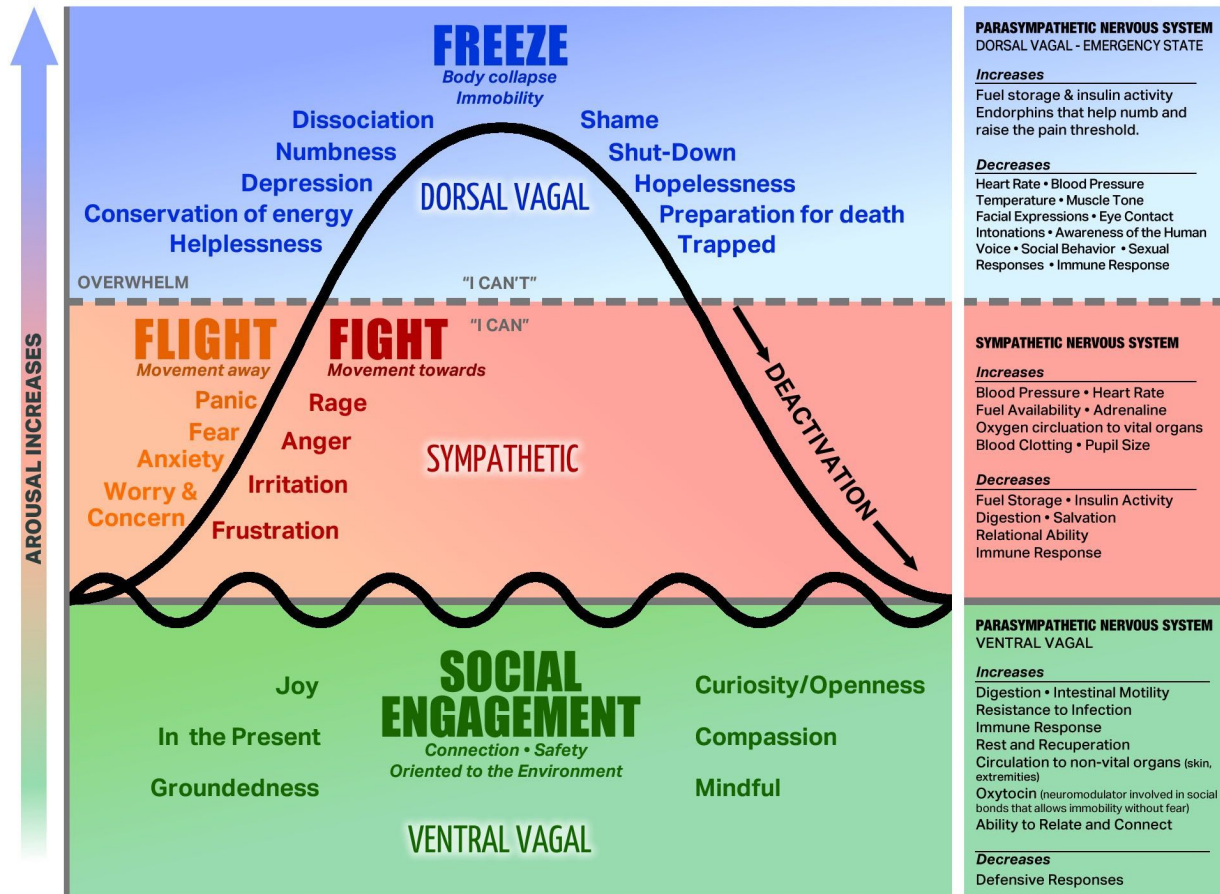 AROUSAL INCREASES
FREEZE
Body collapse
Immobility
Dissociation
Numbness
Depression
Conservation of energy
Helplessness
Shame
Shut-Down
Hopelessness
Preparation for death
Trapped
DORSAL VAGAL
OVERWHELM
“I CAN'T”
“I CAN”
FLIGHT
Movement away
Panic
Fear
Anxiety
Worry &
Concern
FIGHT
Movement towards
Rage
Anger
Irritation
Frustration
SYMPATHETIC
DEACTIVATION
SOCIAL
ENGAGEMENT
Connection • Safety
Oriented to the Environment
Joy
In the Present
Groundedness
Curiosity/Openness
Compassion
Mindful
VENTRAL VAGAL
PARASYMPATHETIC NERVOUS SYSTEM
DORSAL VAGAL - EMERGENCY STATE
Increases
Fuel storage & insulin activity
Endorphins that help numb and
raise the pain threshold.
Decreases
Heart Rate • Blood Pressure
Temperature • Muscle Tone
Facial Expressions • Eye Contact
Intonations • Awareness of the Human
Voice • Social Behavior • Sexual
Responses • Immune Response
SYMPATHETIC NERVOUS SYSTEM
Increases
Blood Pressure • Heart Rate
Fuel Availability • Adrenaline
Oxygen circluation to vital organs
Blood Clotting • Pupil Size
Decreases
Fuel Storage • Insulin Activity
Digestion • Salvation
Relational Ability
Immune Response
PARASYMPATHETIC NERVOUS SYSTEM
VENTRAL VAGAL
Increases
Digestion • Intestinal Motility
Resistance to Infection
Immune Response
Rest and Recuperation
Circulation to non-vital organs (skin,
extremities)
Oxytocin (neuromodulator involved in social
bonds that allows immobility without fear)
Ability to Relate and Connect
Decreases
Defensive Responses